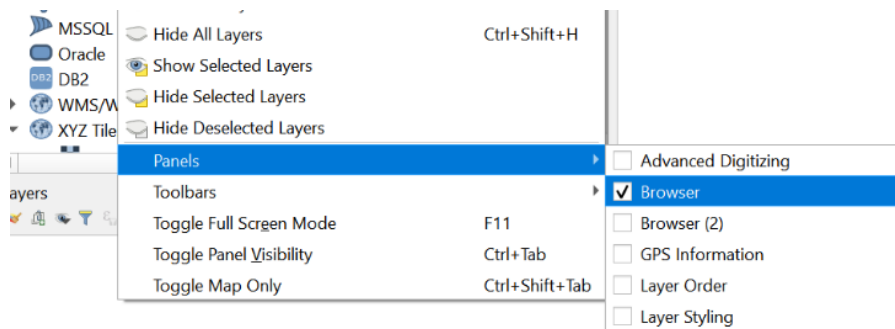 MSSQL
Oracle
DB2 DB2
WMS/W
XYZ Tile
ayers
Hide All Layers Ctrl+Shift+H
Show Selected Layers
Hide Selected Layers
Hide Deselected Layers
Panels
Toolbars
Toggle Full Screen Mode F11
Toggle Panel Visibility Ctrl+Tab
Toggle Map Only Ctrl+Shift+Tab
Advanced Digitizing
Browser
Browser (2)
GPS Information
Layer Order
Layer Styling